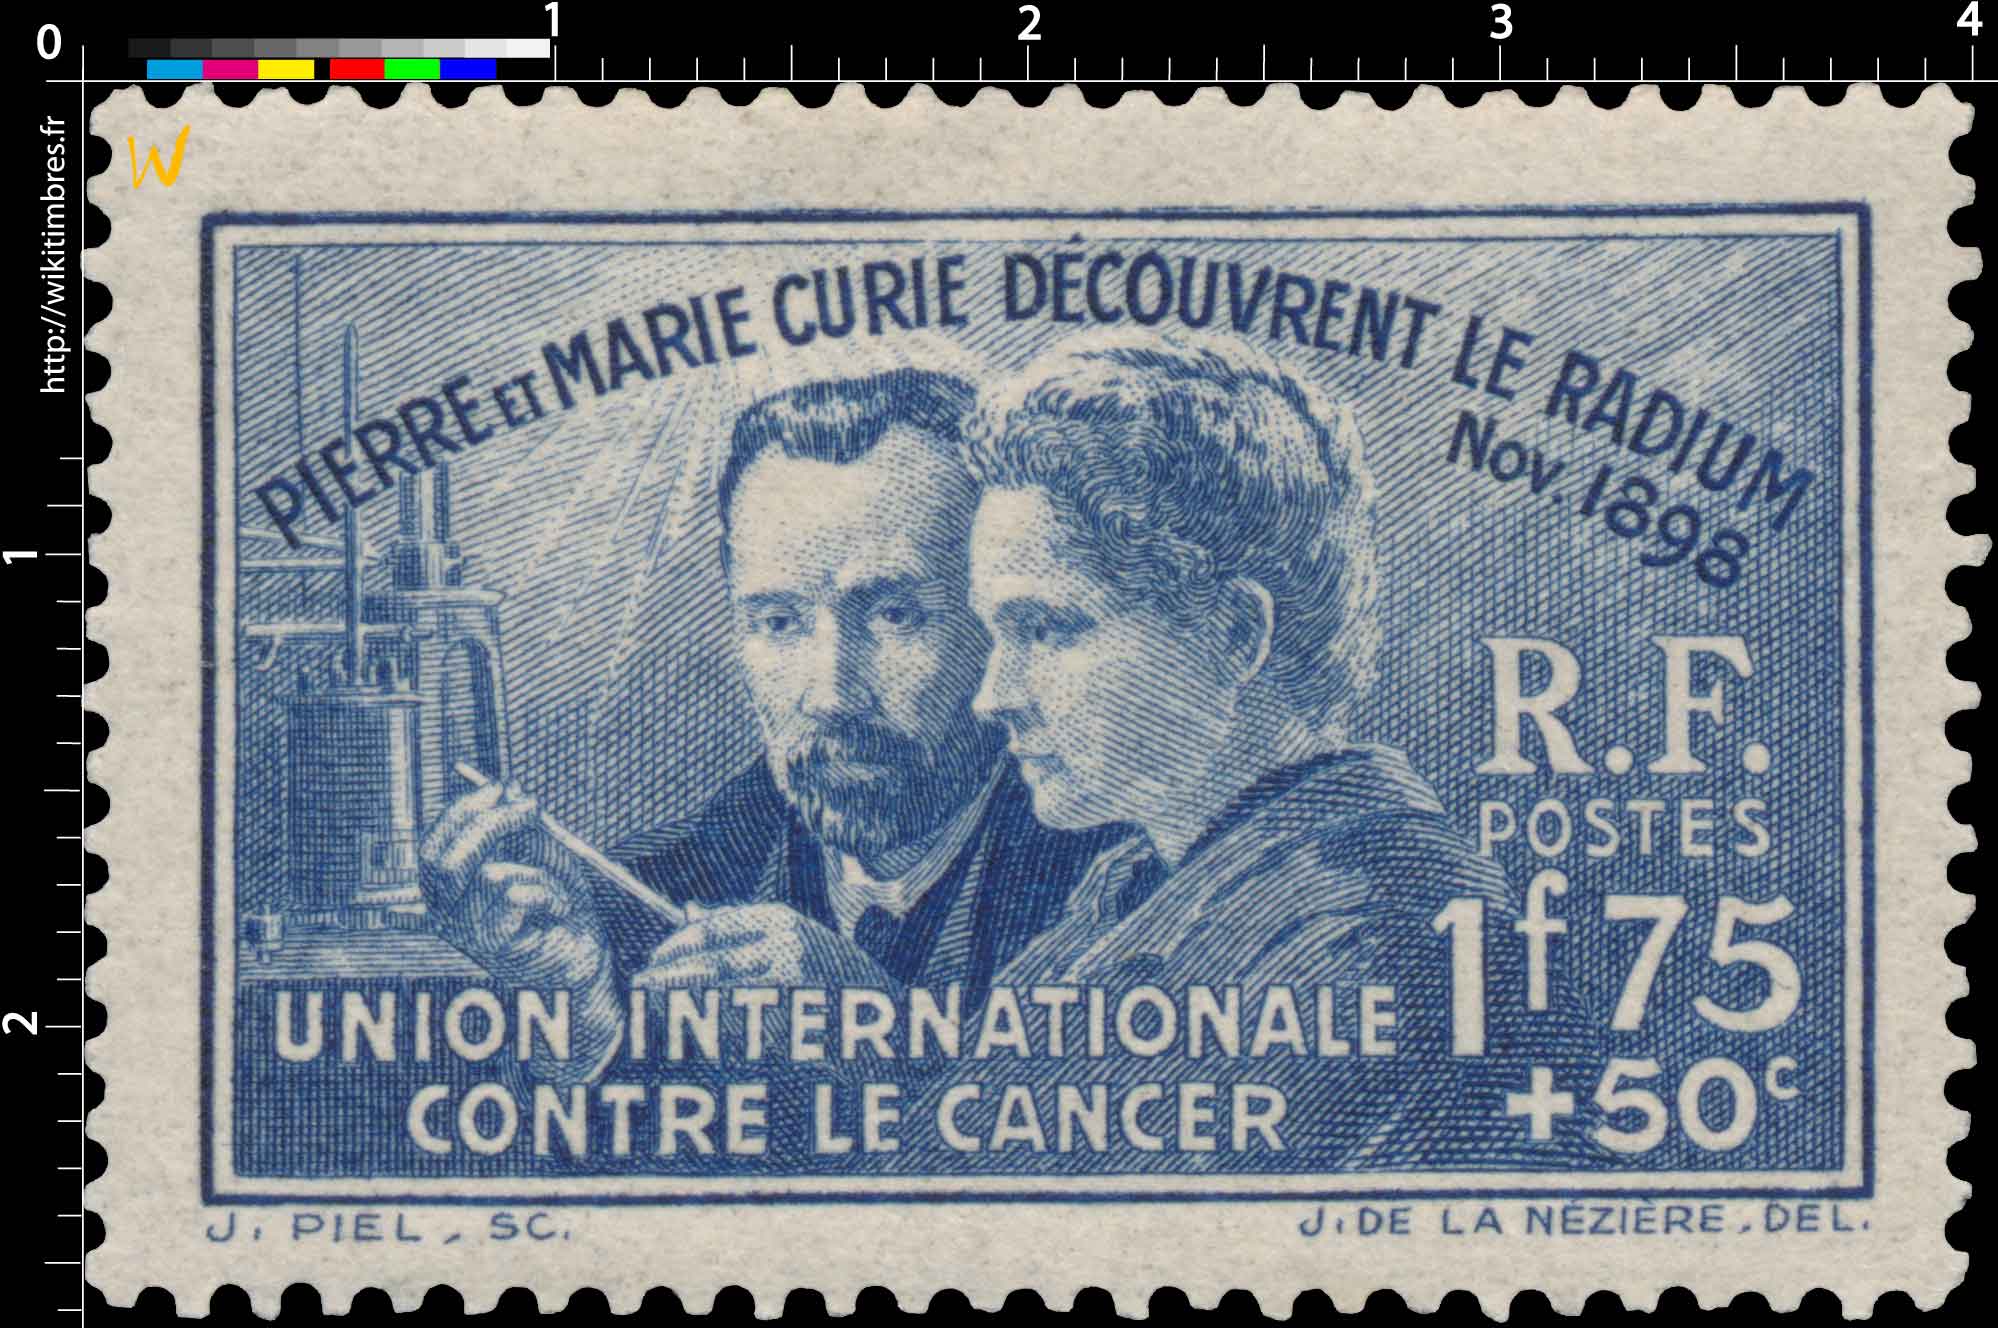 0
1
2
3
4
http://wikitimbres.fr
W
1
2
PIERRE ET MARIE CURIE DÉCOUVRENT LE RADIUM
Nov. 1898
R.F.
POSTES
1f75
+50c
UNION INTERNATIONALE
CONTRE LE CANCER
J. PIEL, SC.
J. DE LA NÉZIÈRE, DEL.